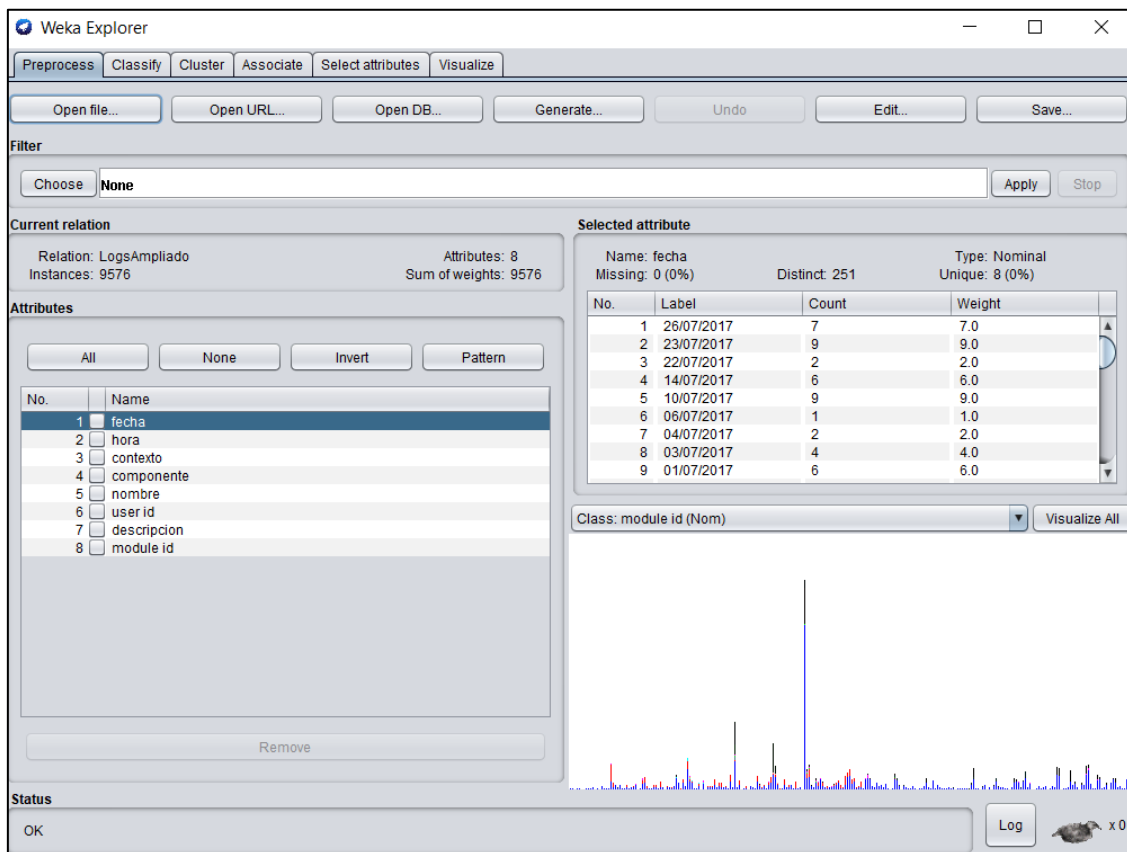 Weka Explorer
Preprocess Classify Cluster Associate Select attributes Visualize
Open file... Open URL... Open DB... Generate... Undo Edit... Save...
Filter
Choose None Apply Stop
Current relation
Relation: LogsAmpliado Attributes: 8
Instances: 9576 Sum of weights: 9576
Attributes
All None Invert Pattern
No. Name
1 fecha
2 hora
3 contexto
4 componente
5 nombre
6 user id
7 descripcion
8 module id
Remove
Selected attribute
Name: fecha Type: Nominal
Missing: 0 (0%) Distinct: 251 Unique: 8 (0%)
No. Label Count Weight
1 26/07/2017 7 7.0
2 23/07/2017 9 9.0
3 22/07/2017 2 2.0
4 14/07/2017 6 6.0
5 10/07/2017 9 9.0
6 06/07/2017 1 1.0
7 04/07/2017 2 2.0
8 03/07/2017 4 4.0
9 01/07/2017 6 6.0
Class: module id (Nom) Visualize All
Status
OK Log x 0